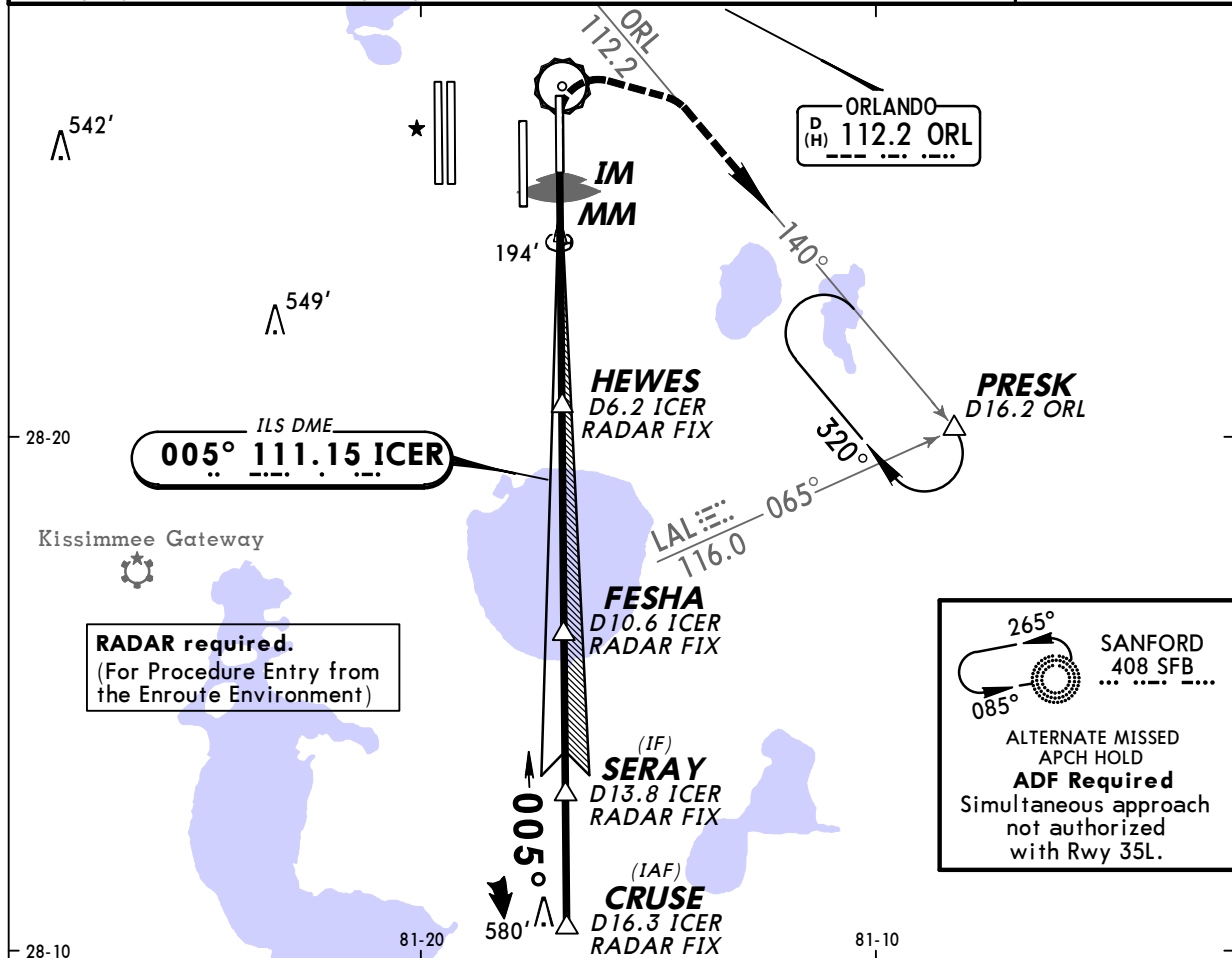 ORL
112.2
ORLANDO
D
(H) 112.2 ORL
542'
IM
MM
194'
140°
549'
HEWES
D6.2 ICER
RADAR FIX
PRESK
D16.2 ORL
28-20
ILS DME
005° 111.15 ICER
320°
LAL 065°
116.0
Kissimmee Gateway
FESHA
D10.6 ICER
RADAR FIX
RADAR required.
(For Procedure Entry from
the Enroute Environment)
265°
SANFORD
408 SFB
085°
ALTERNATE MISSED
APCH HOLD
ADF Required
Simultaneous approach
not authorized
with Rwy 35L.
(IF)
SERAY
D13.8 ICER
RADAR FIX
005°
(IAF)
CRUSE
D16.3 ICER
RADAR FIX
580'
28-10
81-20
81-10